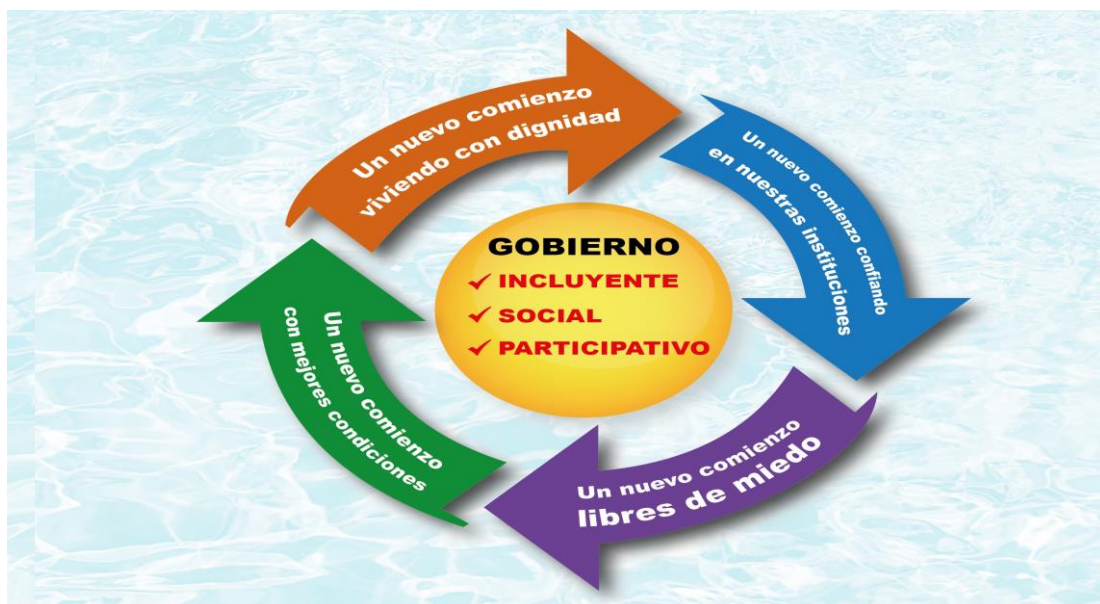 Un nuevo comienzo
viviendo con dignidad
Un nuevo comienzo confiando
en nuestras instituciones
GOBIERNO
✓ INCLUYENTE
✓ SOCIAL
✓ PARTICIPATIVO
Un nuevo comienzo
libres de miedo
Un nuevo comienzo
con mejores condiciones